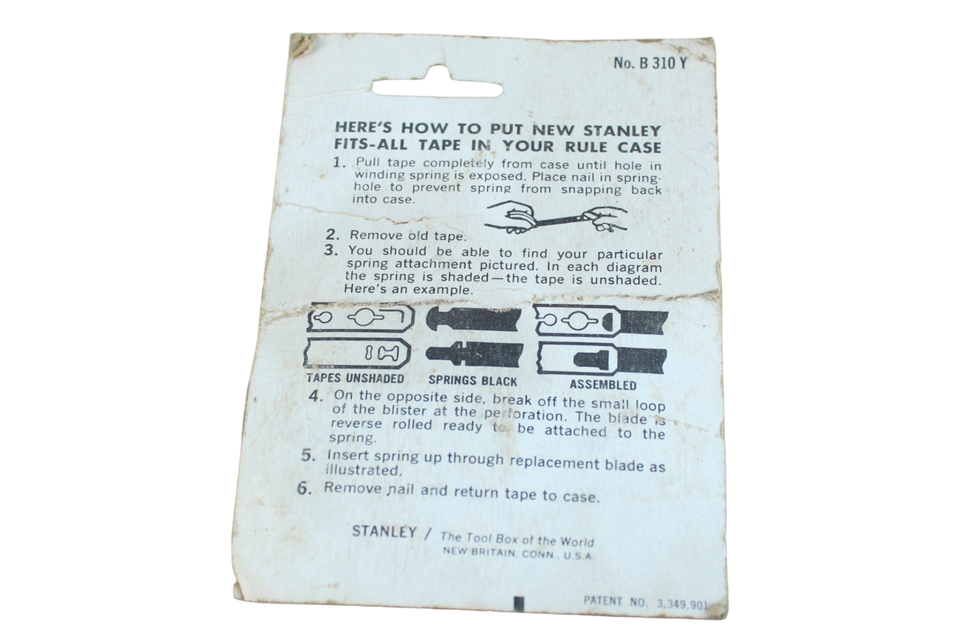 No. B 310 Y
HERE'S HOW TO PUT NEW STANLEY
FITS-ALL TAPE IN YOUR RULE CASE
1. Pull tape completely from case until hole in
winding spring is exposed. Place nail in spring-
hole to prevent spring from snapping back
into case.
2. Remove old tape.
3. You should be able to find your particular
spring attachment pictured. In each diagram
the spring is shaded—the tape is unshaded.
Here's an example.
TAPES UNSHADED SPRINGS BLACK ASSEMBLED
4. On the opposite side, break off the small loop
of the blister at the perforation. The blade is
reverse rolled ready to be attached to the
spring.
5. Insert spring up through replacement blade as
illustrated.
6. Remove nail and return tape to case.
STANLEY / The Tool Box of the World
NEW BRITAIN, CONN., U.S.A.
PATENT NO. 3,349,901